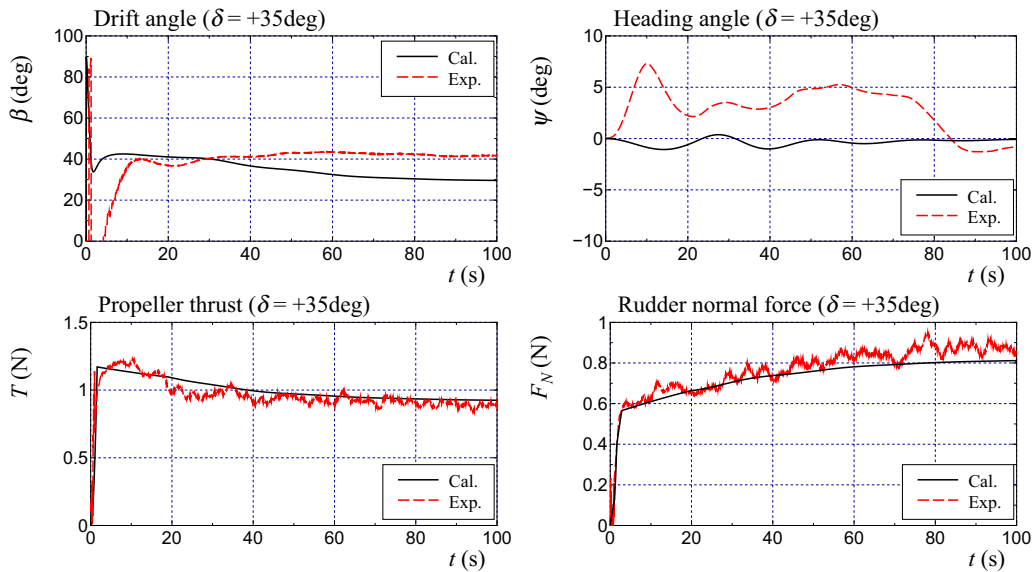 Drift angle (δ = +35deg)
β (deg)
100
80
60
40
20
0
0 20 40 60 80 100
t (s)
Cal.
Exp.
Heading angle (δ = +35deg)
ψ (deg)
10
5
0
−5
−10
0 20 40 60 80 100
t (s)
Cal.
Exp.
Propeller thrust (δ = +35deg)
T (N)
1.5
1
0.5
0
0 20 40 60 80 100
t (s)
Cal.
Exp.
Rudder normal force (δ = +35deg)
F_N (N)
1
0.8
0.6
0.4
0.2
0
0 20 40 60 80 100
t (s)
Cal.
Exp.